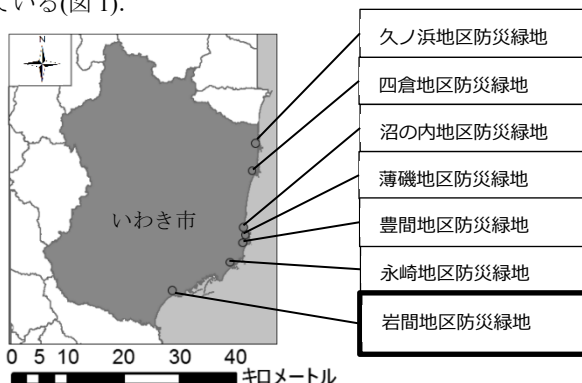 ている(図 1).
N
久ノ浜地区防災緑地
四倉地区防災緑地
沼の内地区防災緑地
薄磯地区防災緑地
豊間地区防災緑地
永崎地区防災緑地
岩間地区防災緑地
いわき市
0 5 10 20 30 40
キロメートル